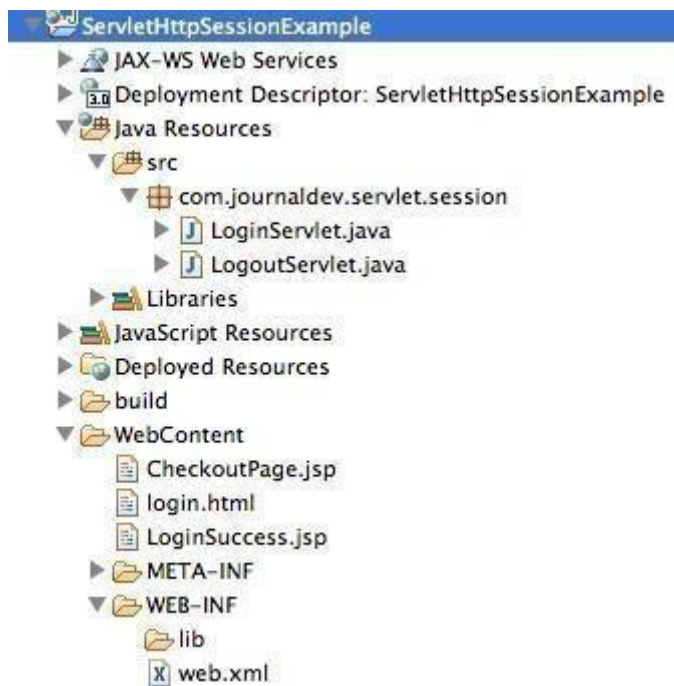 ServletHttpSessionExample
JAX-WS Web Services
3.0 Deployment Descriptor: ServletHttpSessionExample
Java Resources
src
com.journaldev.servlet.session
J LoginServlet.java
J LogoutServlet.java
Libraries
JavaScript Resources
Deployed Resources
build
WebContent
CheckoutPage.jsp
login.html
LoginSuccess.jsp
META-INF
WEB-INF
lib
X web.xml